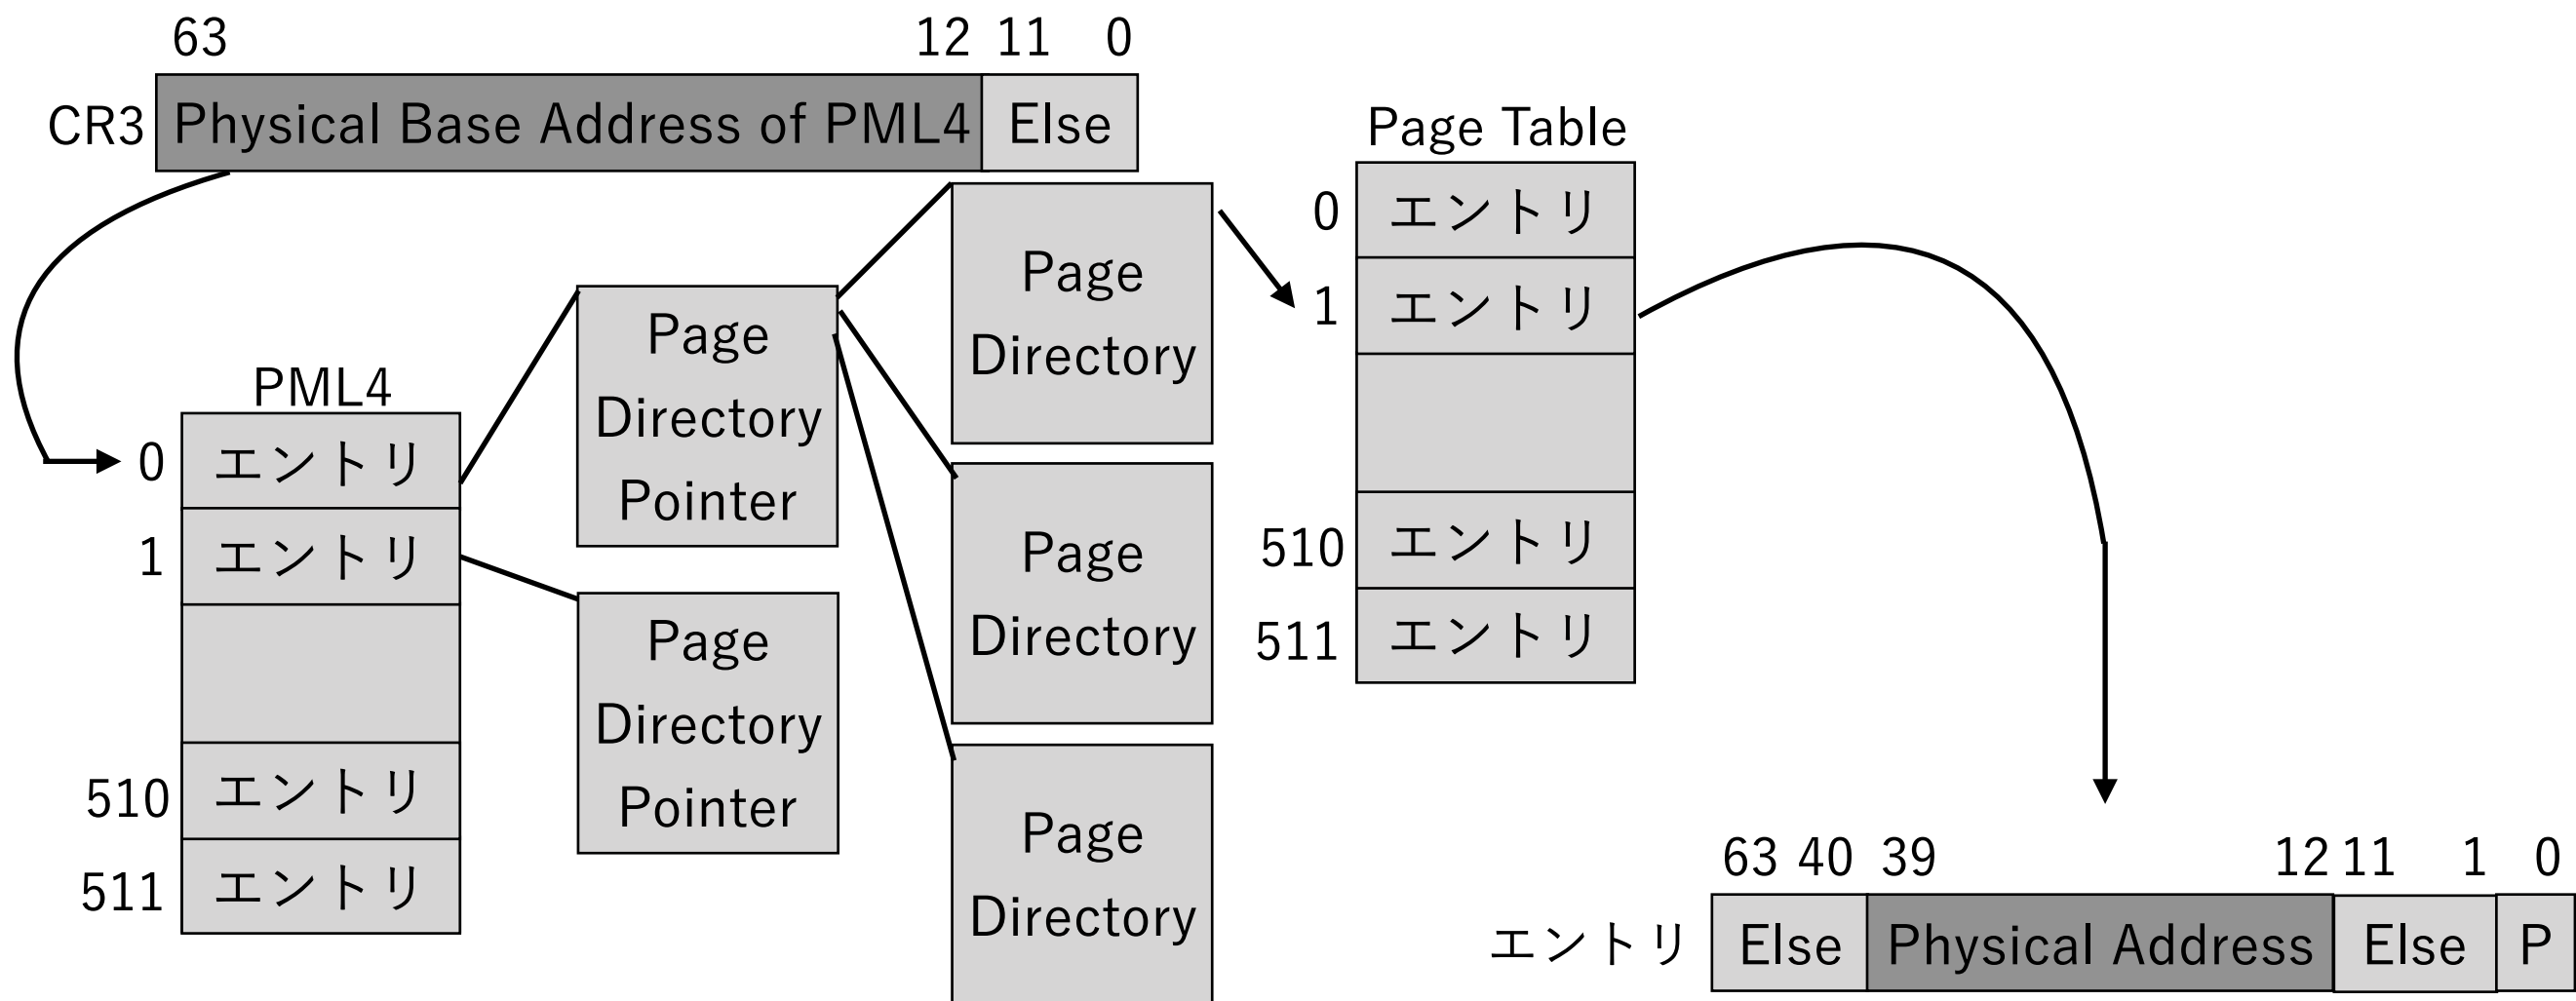 63 12 11 0
CR3 Physical Base Address of PML4 Else
PML4
0 エントリ
1 エントリ
510 エントリ
511 エントリ
Page
Directory
Pointer
Page
Directory
Pointer
Page
Directory
Page
Directory
Page
Directory
Page Table
0 エントリ
1 エントリ
510 エントリ
511 エントリ
63 40 39 12 11 1 0
エントリ Else Physical Address Else P